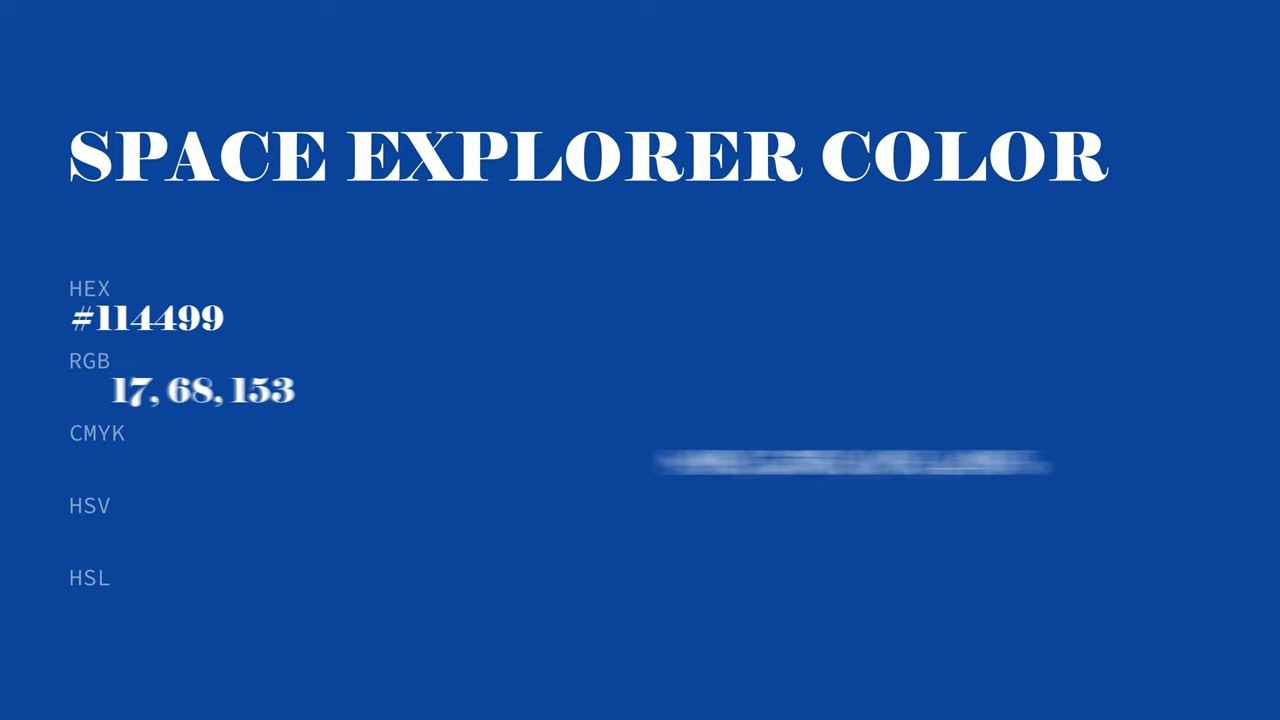 SPACE EXPLORER COLOR
HEX
#114499
RGB
17, 68, 153
CMYK
HSV
HSL